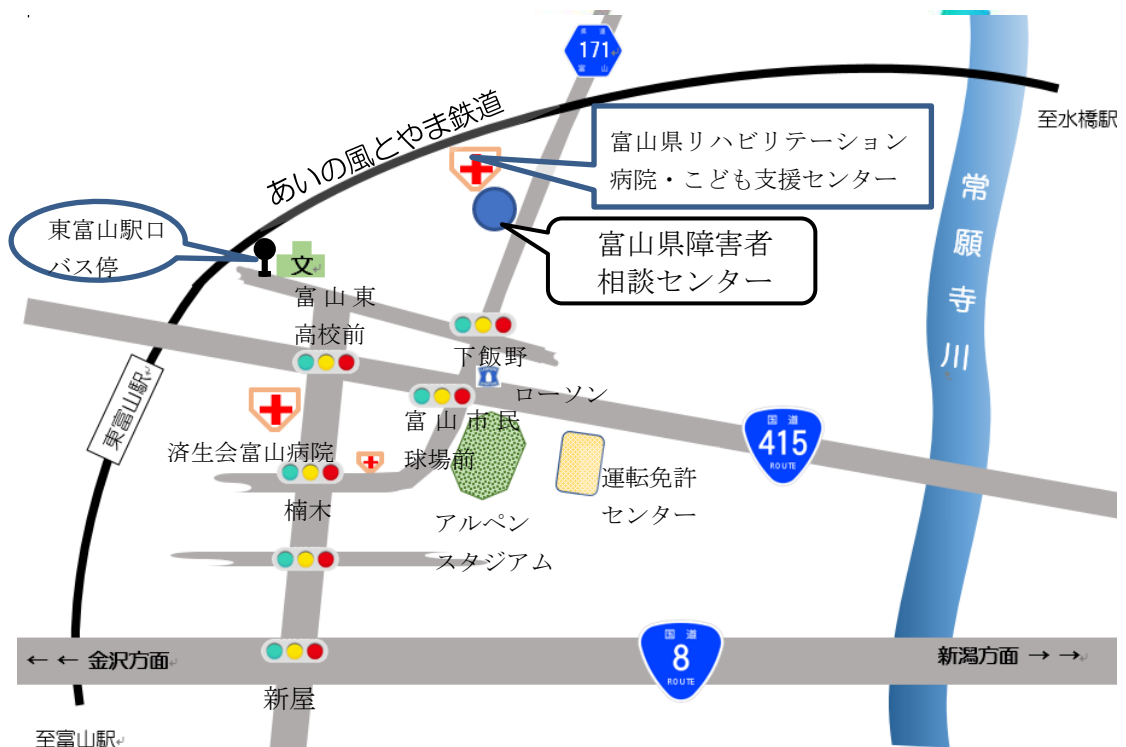 県道
171
富山
至水橋駅
あいの風とやま鉄道
富山県リハビリテーション
病院・こども支援センター
東富山駅口
バス停
文
富山県障害者
相談センター
常願寺川
富山東
高校前
下飯野
ローソン
東富山駅
富山市民
球場前
国道
415
ROUTE
済生会富山病院
運転免許
センター
楠木
アルペン
スタジアム
国道
8
ROUTE
← ← 金沢方面
新潟方面 → →
新屋
至富山駅